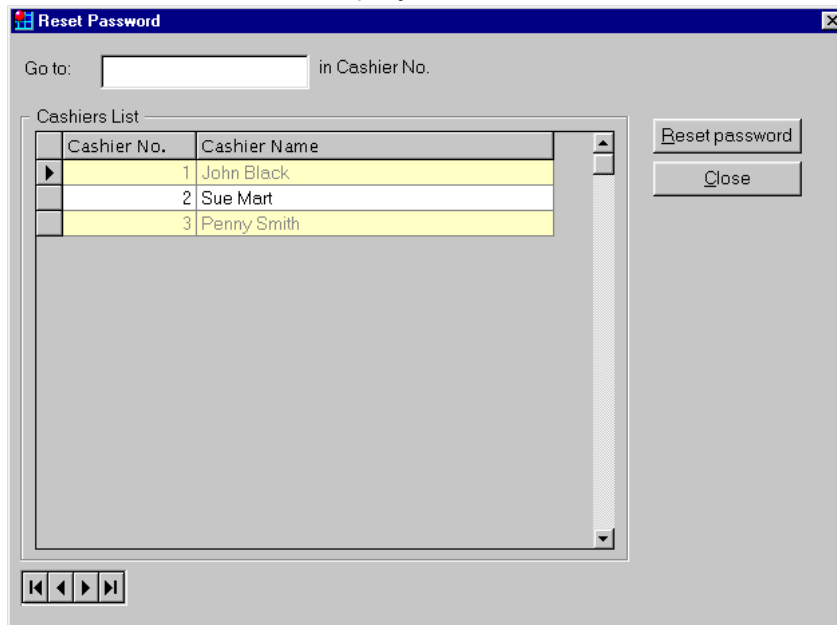 Reset Password
Go to: in Cashier No.
Cashiers List
Reset password
Close
Cashier No. Cashier Name
1 John Black
2 Sue Mart
3 Penny Smith